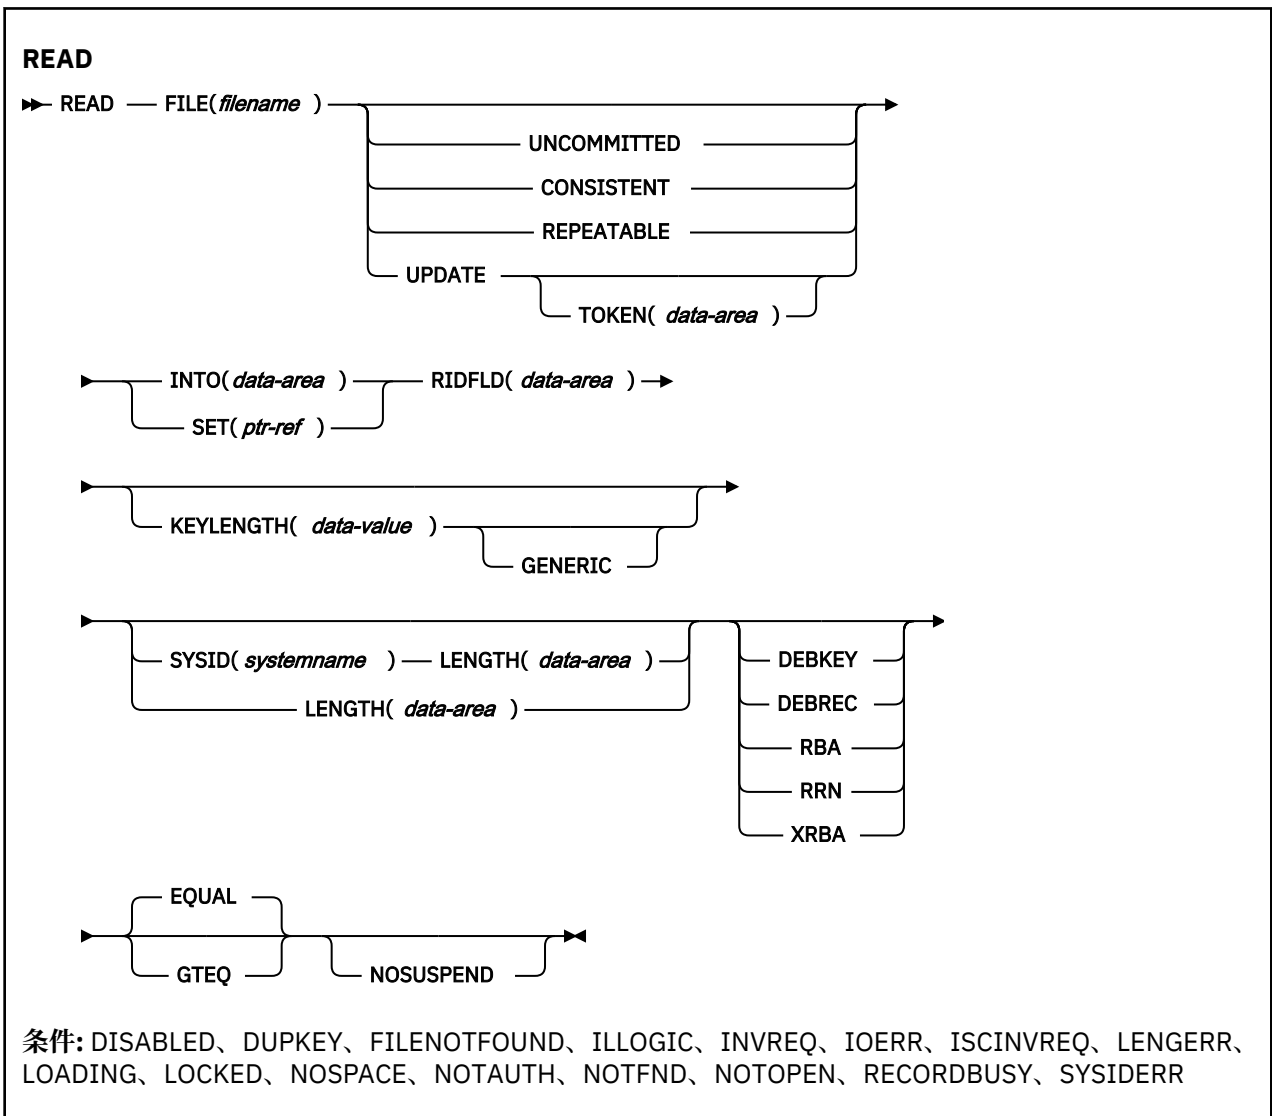 READ
READ FILE(filename )
UNCOMMITTED
CONSISTENT
REPEATABLE
UPDATE
TOKEN( data-area )
INTO(data-area ) RIDFLD( data-area )
SET( ptr-ref )
KEYLENGTH( data-value )
GENERIC
SYSID( systemname ) LENGTH( data-area ) DEBKEY
DEBREC
LENGTH( data-area )
RBA
RRN
XRBA
EQUAL
GTEQ NOSUSPEND
条件: DISABLED、DUPKEY、FILENOTFOUND、ILLOGIC、INVREQ、IOERR、ISCINVREQ、LENGERR、
LOADING、LOCKED、NOSPACE、NOTAUTH、NOTFND、NOTOPEN、RECORDBUSY、SYSIDERR